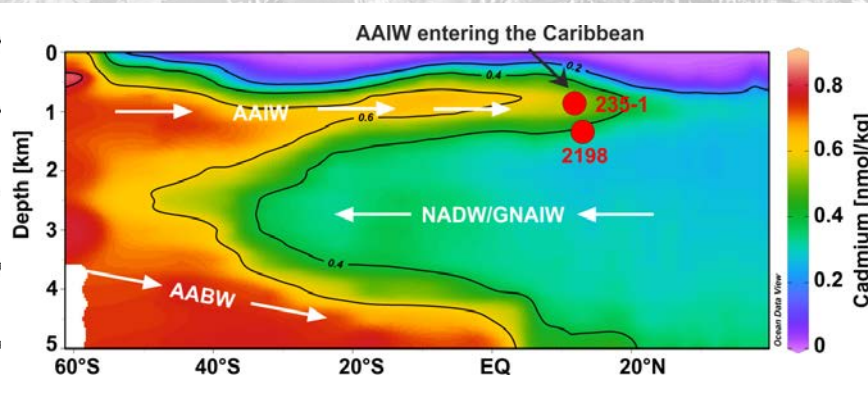 AAIW entering the Caribbean
0
1
2
3
4
5
Depth [km]
0.2
0.4
0.6
0.4
AAIW
235-1
2198
NADW/GNAIW
AABW
60°S
40°S
20°S
EQ
20°N
Ocean Data View
0.8
0.6
0.4
0.2
0
Cadmium [nmol/kg]